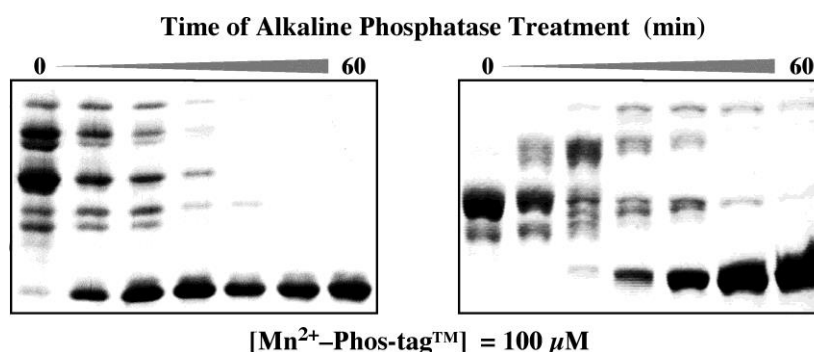 Time of Alkaline Phosphatase Treatment (min)
0 60 0 60
[Mn²⁺–Phos-tag™] = 100 µM